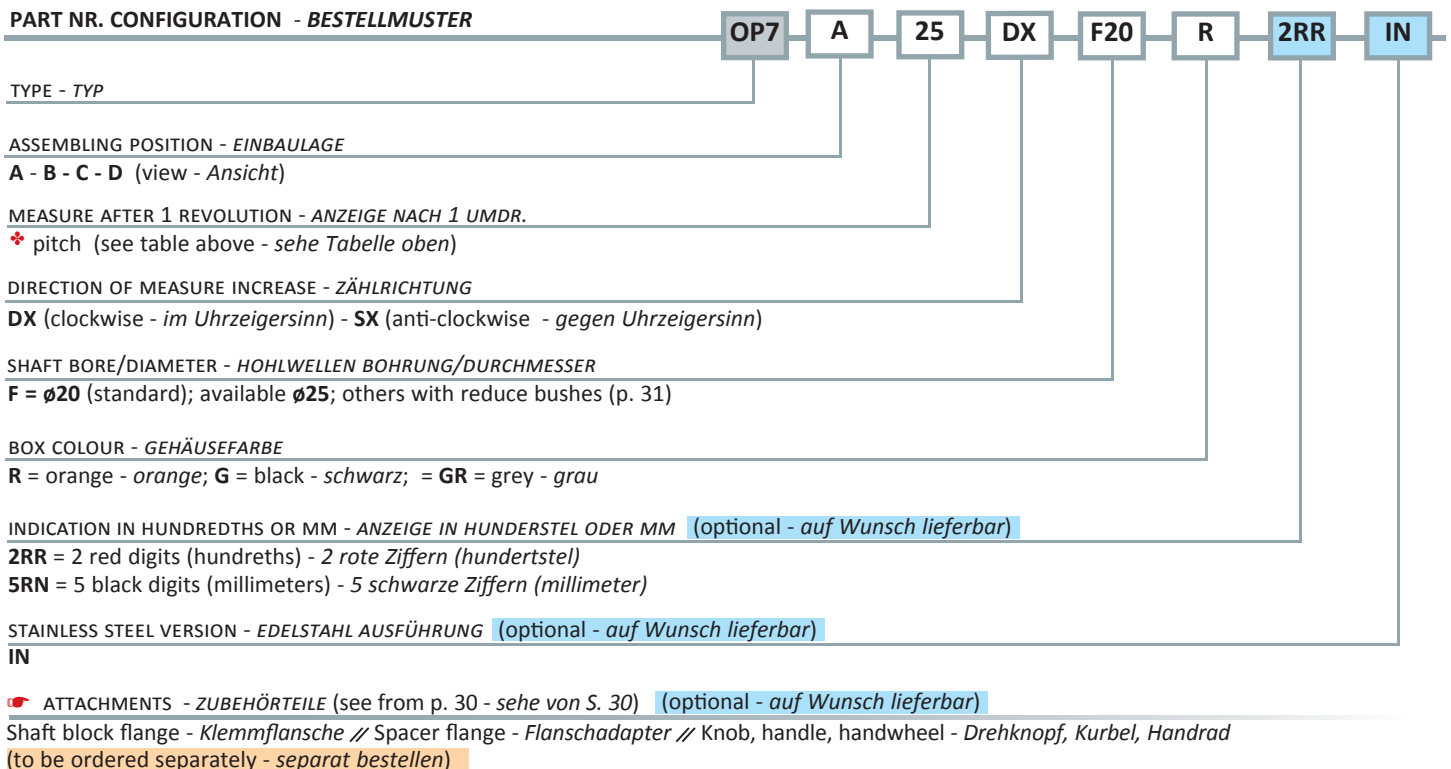 PART NR. CONFIGURATION - BESTELLMUSTER
OP7 A 25 DX F20 R 2RR IN
TYPE - TYP
ASSEMBLING POSITION - EINBAULAGE
A - B - C - D (view - Ansicht)
MEASURE AFTER 1 REVOLUTION - ANZEIGE NACH 1 UMDR.
✤ pitch (see table above - sehe Tabelle oben)
DIRECTION OF MEASURE INCREASE - ZÄHLRICHTUNG
DX (clockwise - im Uhrzeigersinn) - SX (anti-clockwise - gegen Uhrzeigersinn)
SHAFT BORE/DIAMETER - HOHLWELLEN BOHRUNG/DURCHMESSER
F = ø20 (standard); available ø25; others with reduce bushes (p. 31)
BOX COLOUR - GEHÄUSEFARBE
R = orange - orange; G = black - schwarz; = GR = grey - grau
INDICATION IN HUNDREDTHS OR MM - ANZEIGE IN HUNDERSTEL ODER MM (optional - auf Wunsch lieferbar)
2RR = 2 red digits (hundreths) - 2 rote Ziffern (hundertstel)
5RN = 5 black digits (millimeters) - 5 schwarze Ziffern (millimeter)
STAINLESS STEEL VERSION - EDELSTAHL AUSFÜHRUNG (optional - auf Wunsch lieferbar)
IN
☛ ATTACHMENTS - ZUBEHÖRTEILE (see from p. 30 - sehe von S. 30) (optional - auf Wunsch lieferbar)
Shaft block flange - Klemmflansche // Spacer flange - Flanschadapter // Knob, handle, handwheel - Drehknopf, Kurbel, Handrad
(to be ordered separately - separat bestellen)